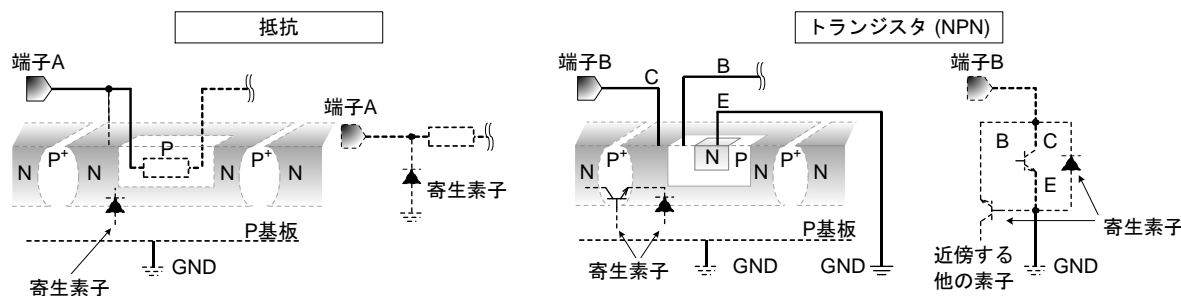 抵抗
トランジスタ (NPN)
端子A
端子A
P
N
P+
N
N
P+
N
寄生素子
P基板
GND
寄生素子
端子B
C
B
E
N
P+
N
N
P
N
P+
N
P基板
寄生素子
GND
GND
端子B
B
C
E
寄生素子
近傍する
他の素子